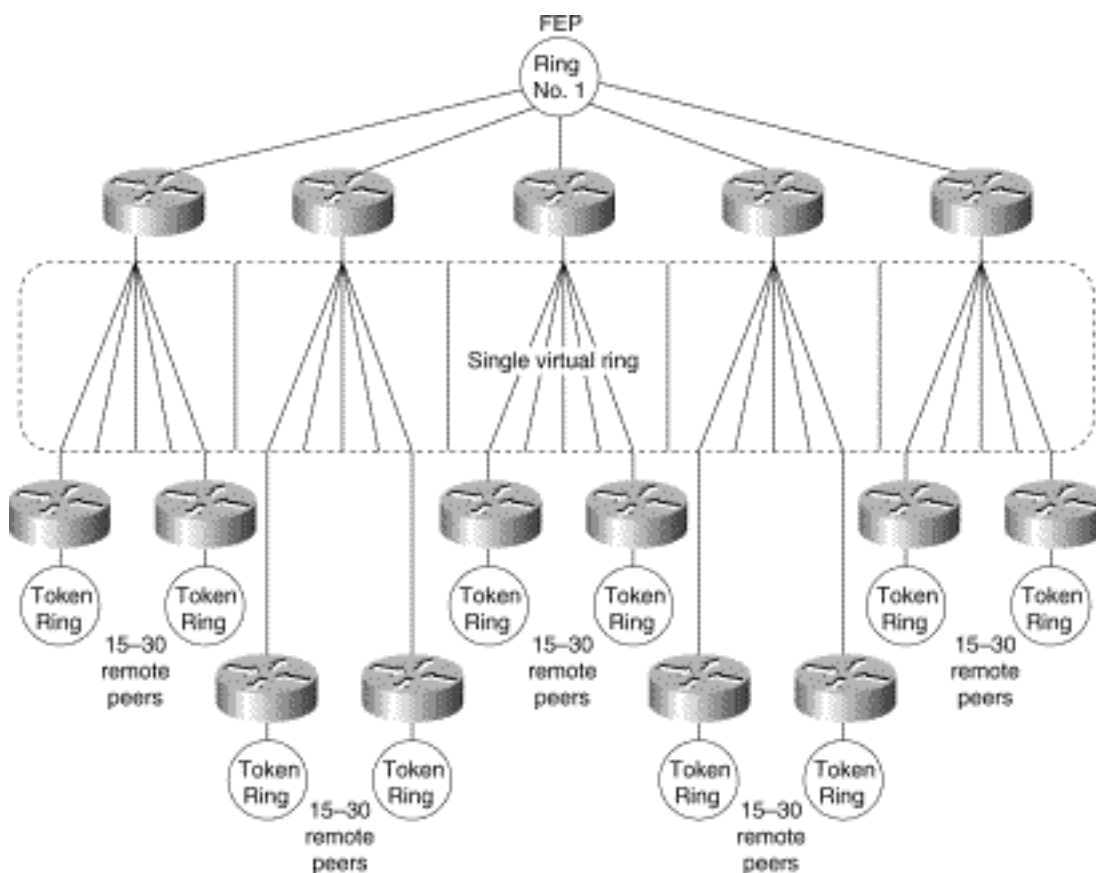 FEP
Ring
No. 1
Single virtual ring
Token
Ring
Token
Ring
15–30
remote
peers
Token
Ring
Token
Ring
15–30
remote
peers
Token
Ring
Token
Ring
15–30
remote
peers
Token
Ring
Token
Ring
15–30
remote
peers
Token
Ring
Token
Ring
15–30
remote
peers